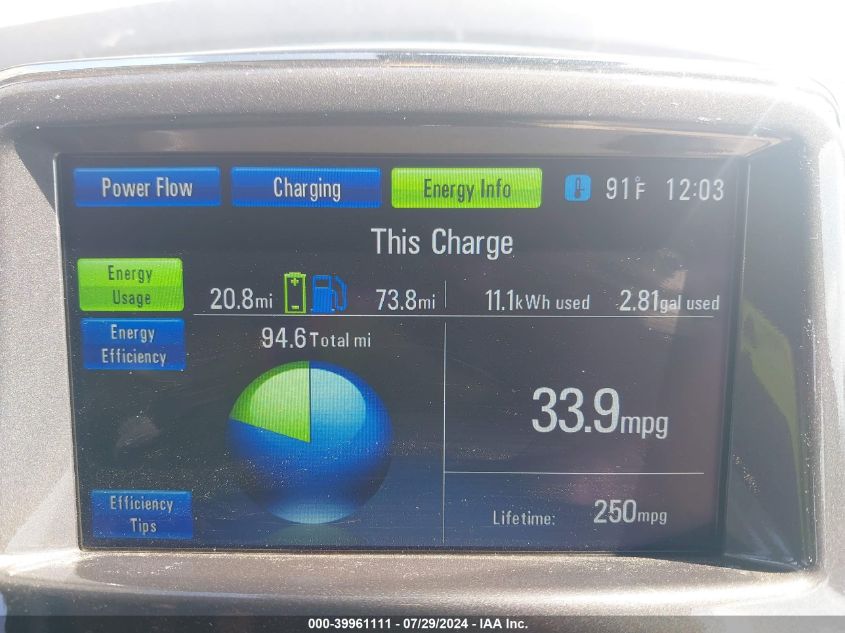 Power Flow Charging Energy Info 91°F 12:03
This Charge
Energy
Usage
20.8mi 73.8mi 11.1kWh used 2.81gal used
Energy
Efficiency
94.6 Total mi
33.9mpg
Efficiency
Tips
Lifetime: 250mpg
000-39961111 - 07/29/2024 - IAA Inc.